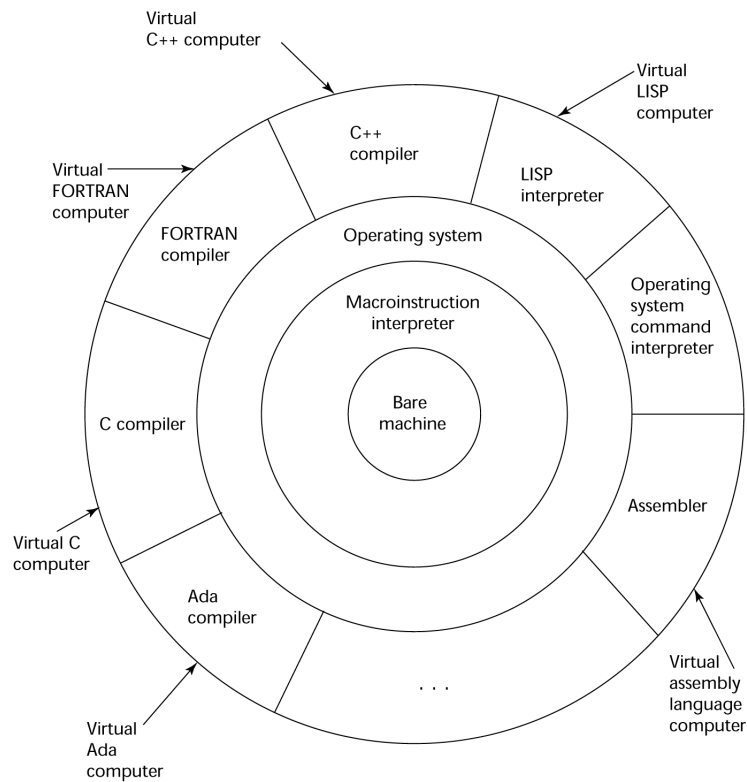 Virtual
C++ computer
Virtual
LISP
computer
C++
compiler
Virtual
FORTRAN
computer
LISP
interpreter
FORTRAN
compiler
Operating system
Operating
system
command
interpreter
Macroinstruction
interpreter
Bare
machine
C compiler
Assembler
Virtual C
computer
Ada
compiler
. . .
Virtual
assembly
language
computer
Virtual
Ada
computer